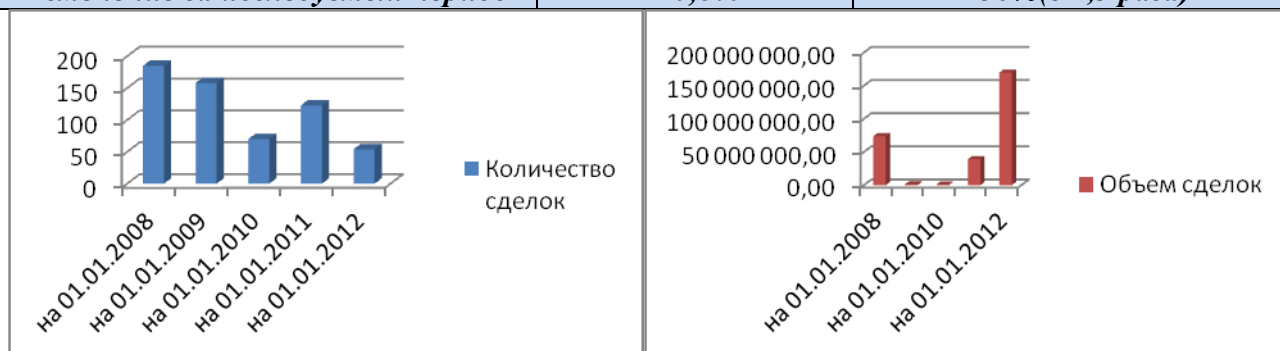 200
150
100
50
0
на 01.01.2008
на 01.01.2009
на 01.01.2010
на 01.01.2011
на 01.01.2012
Количество
сделок
200 000 000,00
150 000 000,00
100 000 000,00
50 000 000,00
0,00
на 01.01.2008
на 01.01.2010
на 01.01.2012
Объем сделок